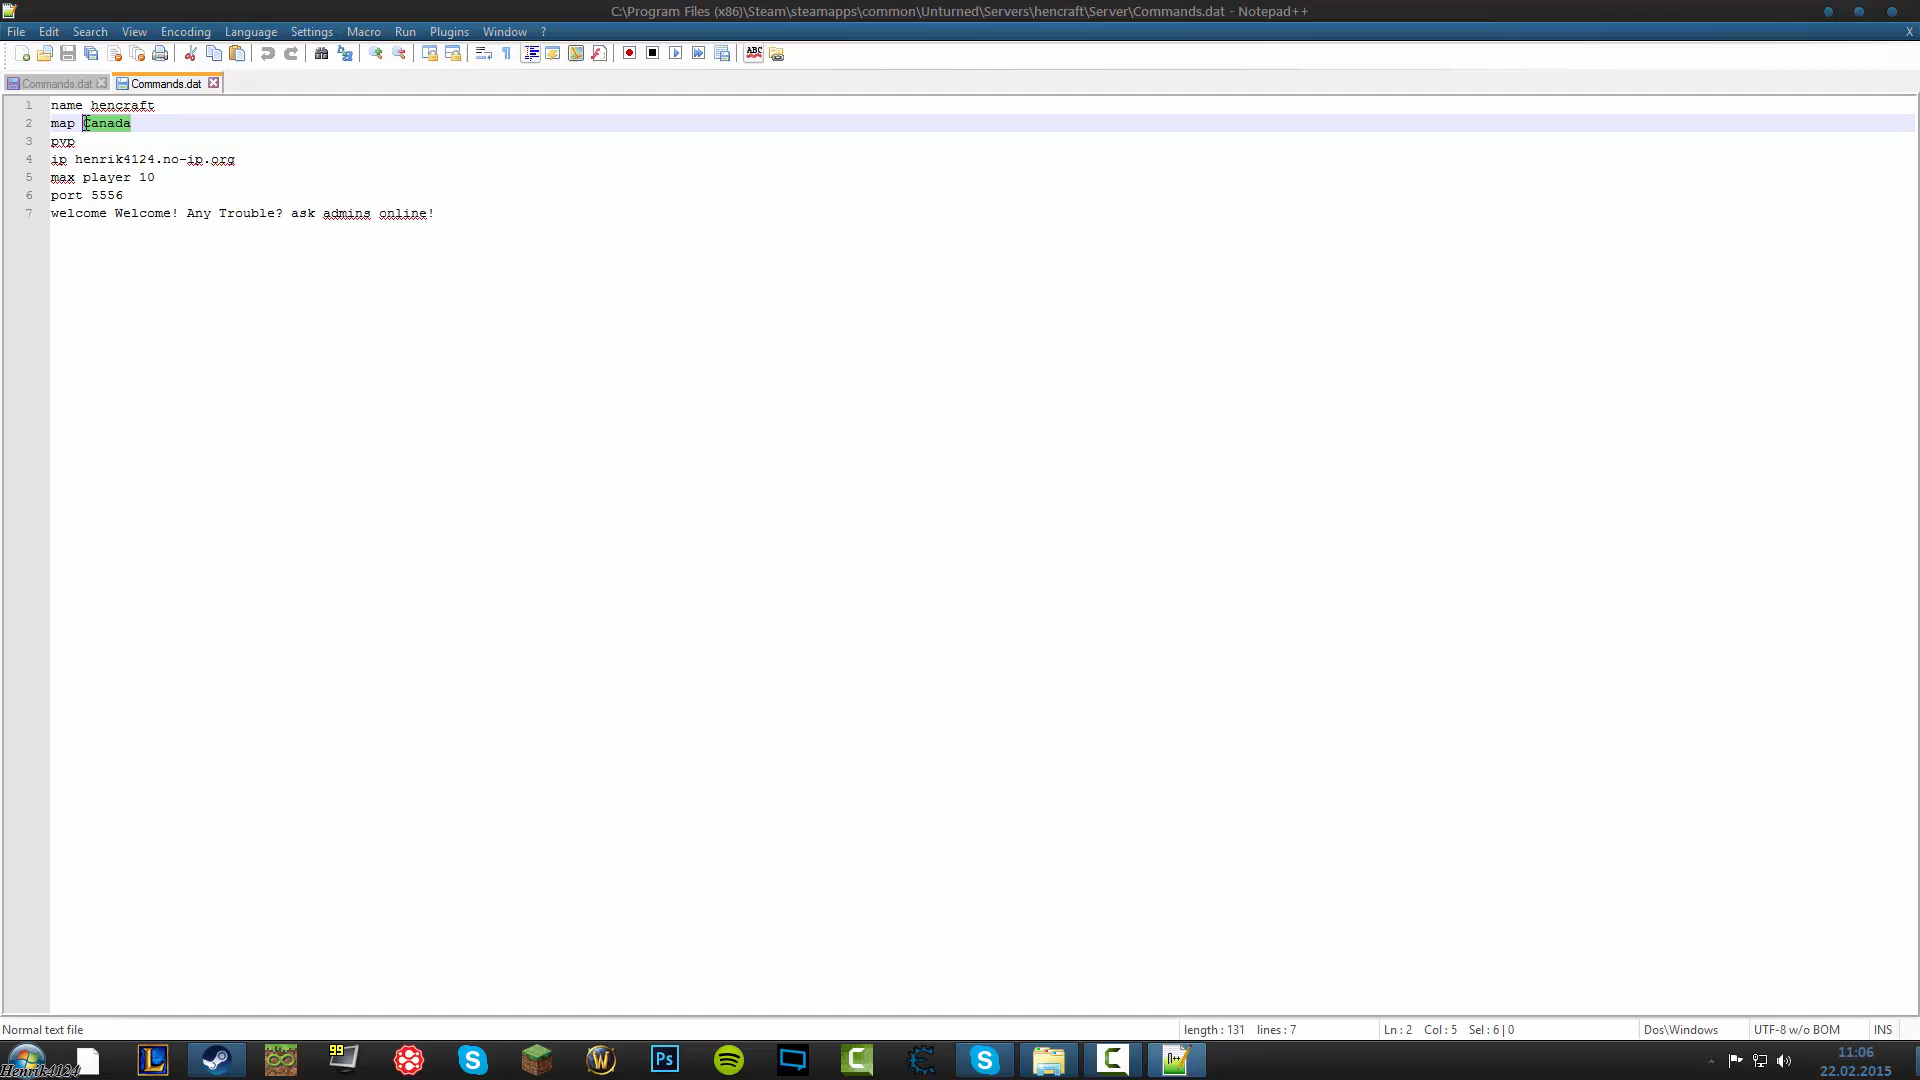 C:\Program Files (x86)\Steam\steamapps\common\Unturned\Servers\hencraft\Server\Commands.dat - Notepad++
File Edit Search View Encoding Language Settings Macro Run Plugins Window ? X
ABC
Commands.dat Commands.dat
1 name hencraft
2 map Canada
3 pvp
4 ip henrik4124.no-ip.org
5 max player 10
6 port 5556
7 welcome Welcome! Any Trouble? ask admins online!
Normal text file length : 131 lines : 7 Ln : 2 Col : 5 Sel : 6 | 0 Dos\Windows UTF-8 w/o BOM INS
99
Ps
11:06
Henrik4124
22.02.2015